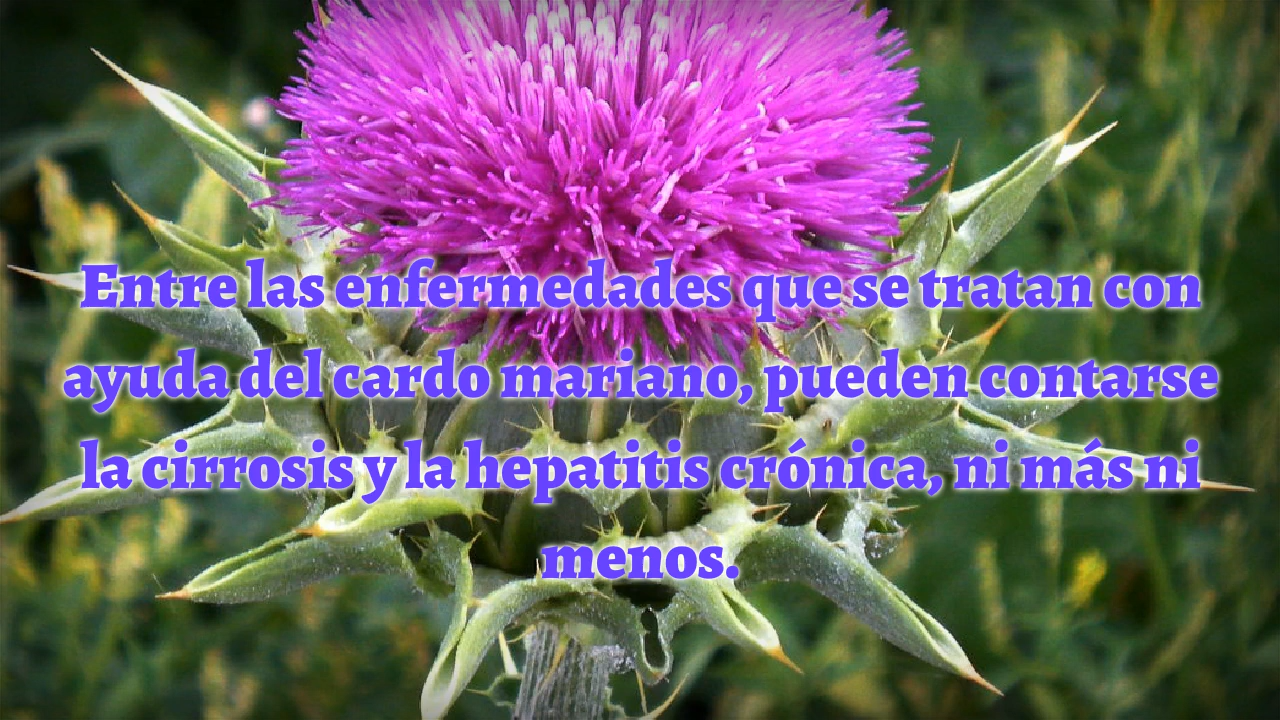 Entre las enfermedades que se tratan con
ayuda del cardo mariano, pueden contarse
la cirrosis y la hepatitis crónica, ni más ni
menos.